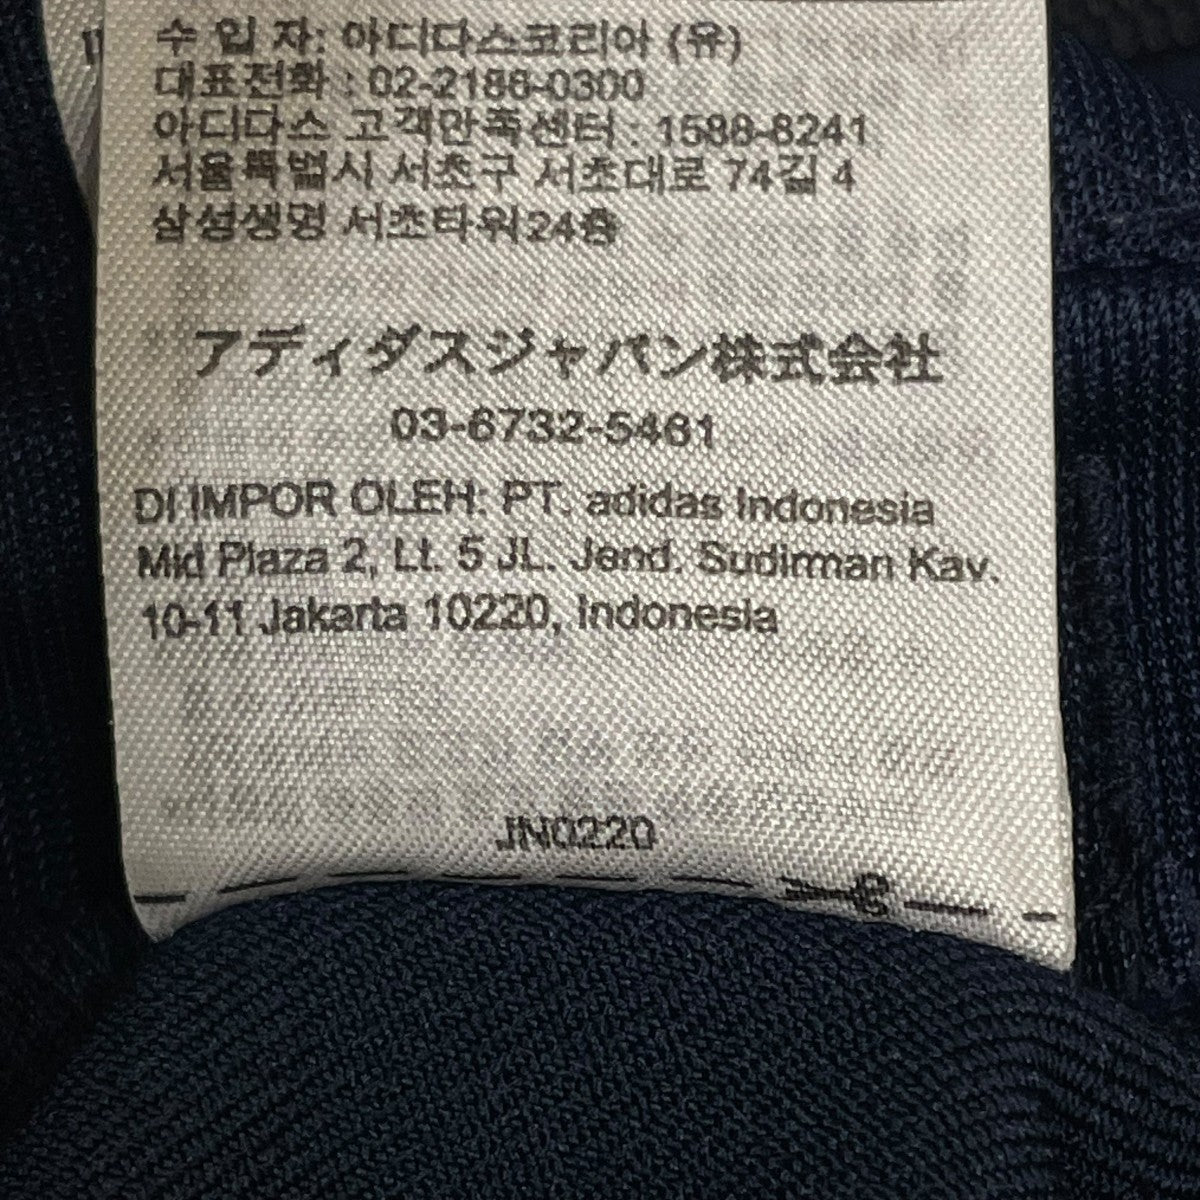 수 입 자: 아디다스코리아 (유)
대표전화 : 02-2186-0300
아디다스 고객만족센터 : 1588-8241
서울특별시 서초구 서초대로 74길 4
삼성생명 서초타워24층
アディダスジャパン株式会社
03-6732-5461
DI IMPOR OLEH: PT. adidas Indonesia
Mid Plaza 2, Lt. 5 JL. Jend. Sudirman Kav.
10-11 Jakarta 10220, Indonesia
JN0220